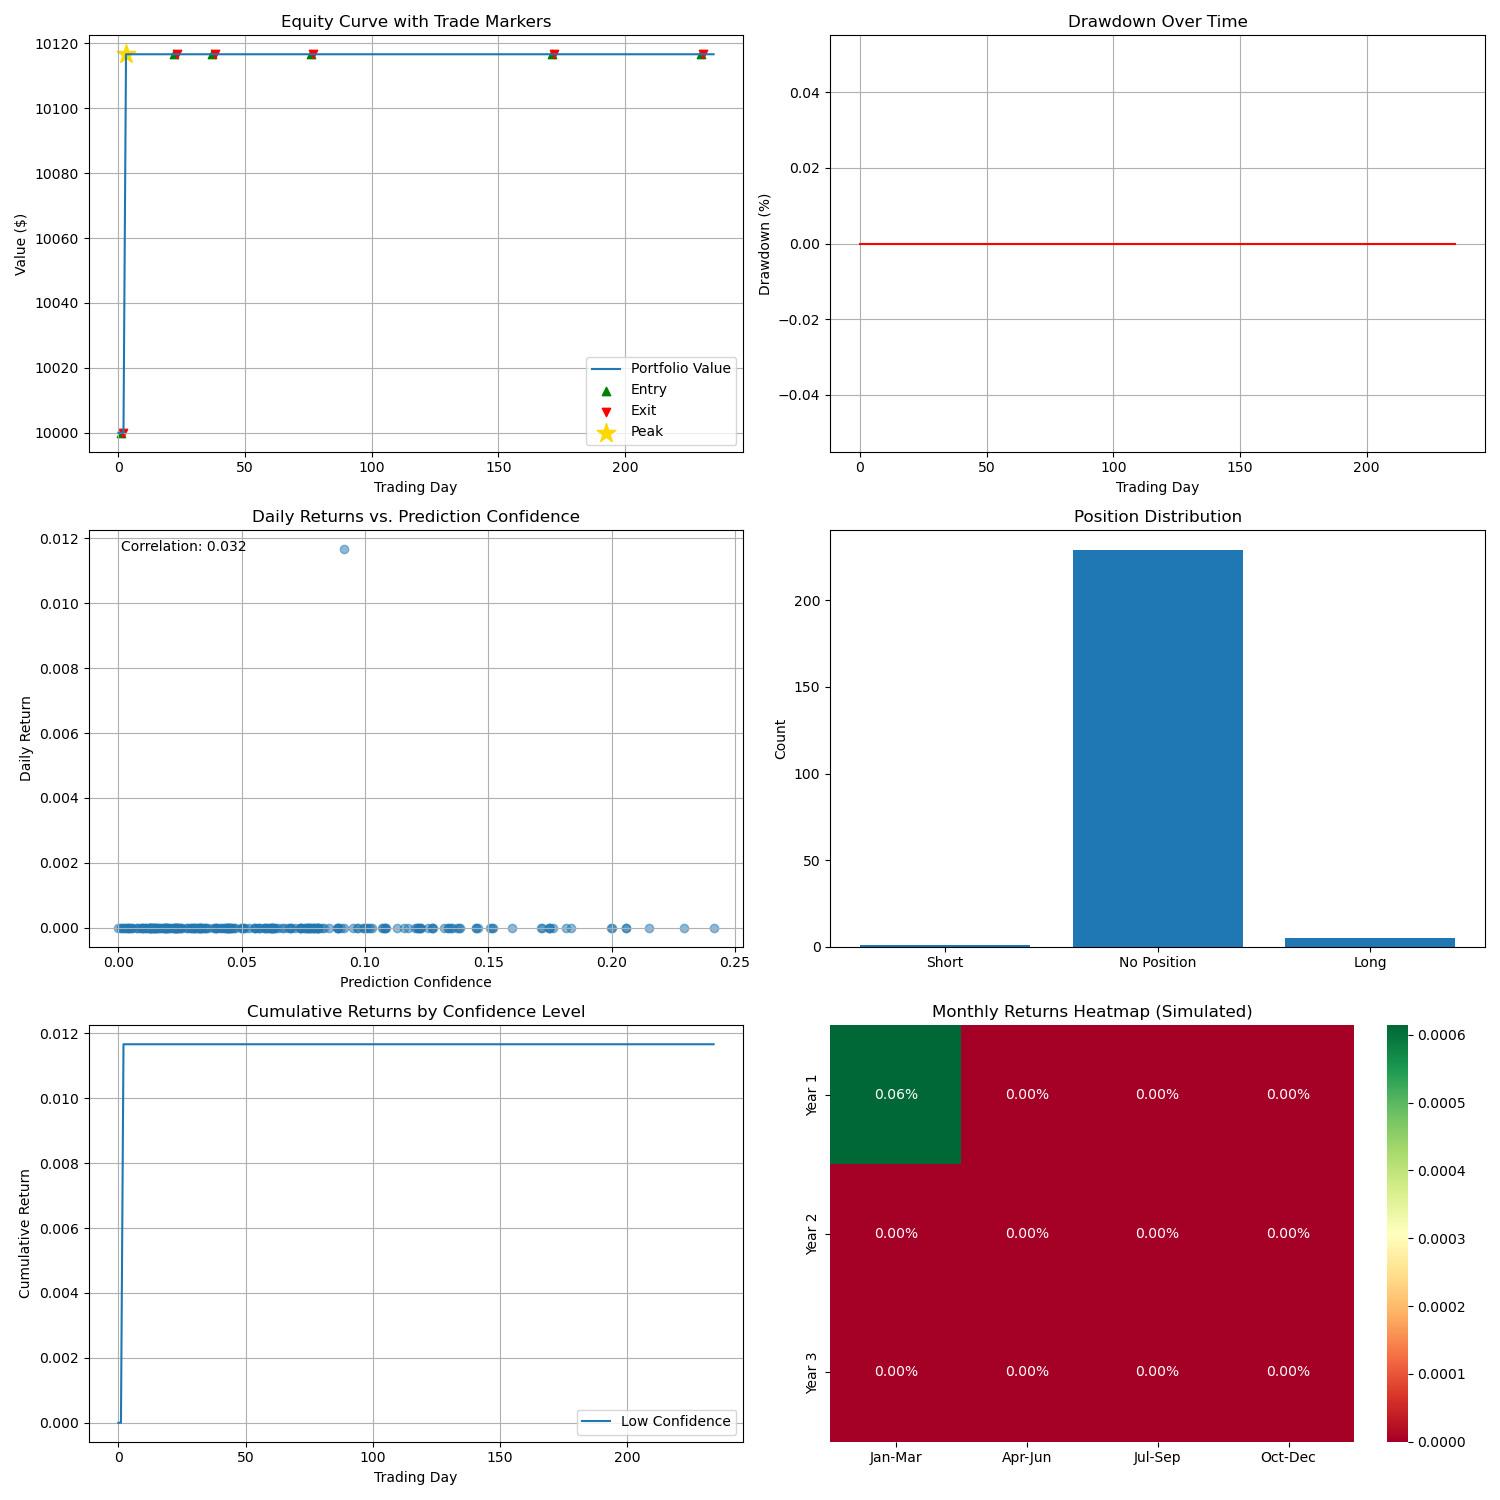 Equity Curve with Trade Markers
10120
10100
10080
10060
10040
10020
10000
Value ($)
0 50 100 150 200
Trading Day
Portfolio Value
Entry
Exit
Peak
Drawdown Over Time
0.04
0.02
0.00
−0.02
−0.04
Drawdown (%)
0 50 100 150 200
Trading Day
Daily Returns vs. Prediction Confidence
Correlation: 0.032
0.012
0.010
0.008
0.006
0.004
0.002
0.000
Daily Return
0.00 0.05 0.10 0.15 0.20 0.25
Prediction Confidence
Position Distribution
200
150
100
50
0
Count
Short No Position Long
Cumulative Returns by Confidence Level
0.012
0.010
0.008
0.006
0.004
0.002
0.000
Cumulative Return
0 50 100 150 200
Trading Day
Low Confidence
Monthly Returns Heatmap (Simulated)
Year 1
0.06% 0.00% 0.00% 0.00%
Year 2
0.00% 0.00% 0.00% 0.00%
Year 3
0.00% 0.00% 0.00% 0.00%
Jan-Mar Apr-Jun Jul-Sep Oct-Dec
0.0006
0.0005
0.0004
0.0003
0.0002
0.0001
0.0000